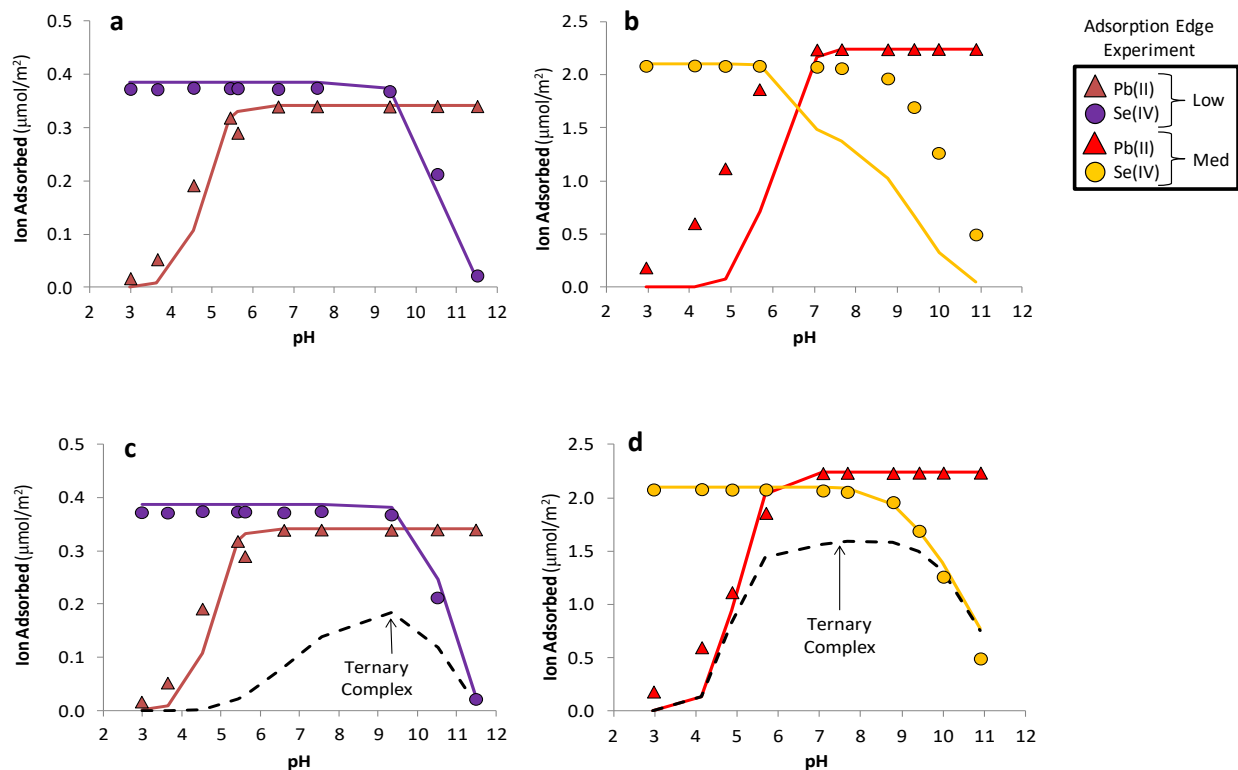 a
0.5
0.4
0.3
0.2
0.1
0.0
Ion Adsorbed (µmol/m²)
2 3 4 5 6 7 8 9 10 11 12
pH
b
2.5
2.0
1.5
1.0
0.5
0.0
Ion Adsorbed (µmol/m²)
2 3 4 5 6 7 8 9 10 11 12
pH
Adsorption Edge
Experiment
Pb(II)
Se(IV)
Low
Pb(II)
Se(IV)
Med
c
0.5
0.4
0.3
0.2
0.1
0.0
Ion Adsorbed (µmol/m²)
Ternary
Complex
2 3 4 5 6 7 8 9 10 11 12
pH
d
2.5
2.0
1.5
1.0
0.5
0.0
Ion Adsorbed (µmol/m²)
Ternary
Complex
2 3 4 5 6 7 8 9 10 11 12
pH